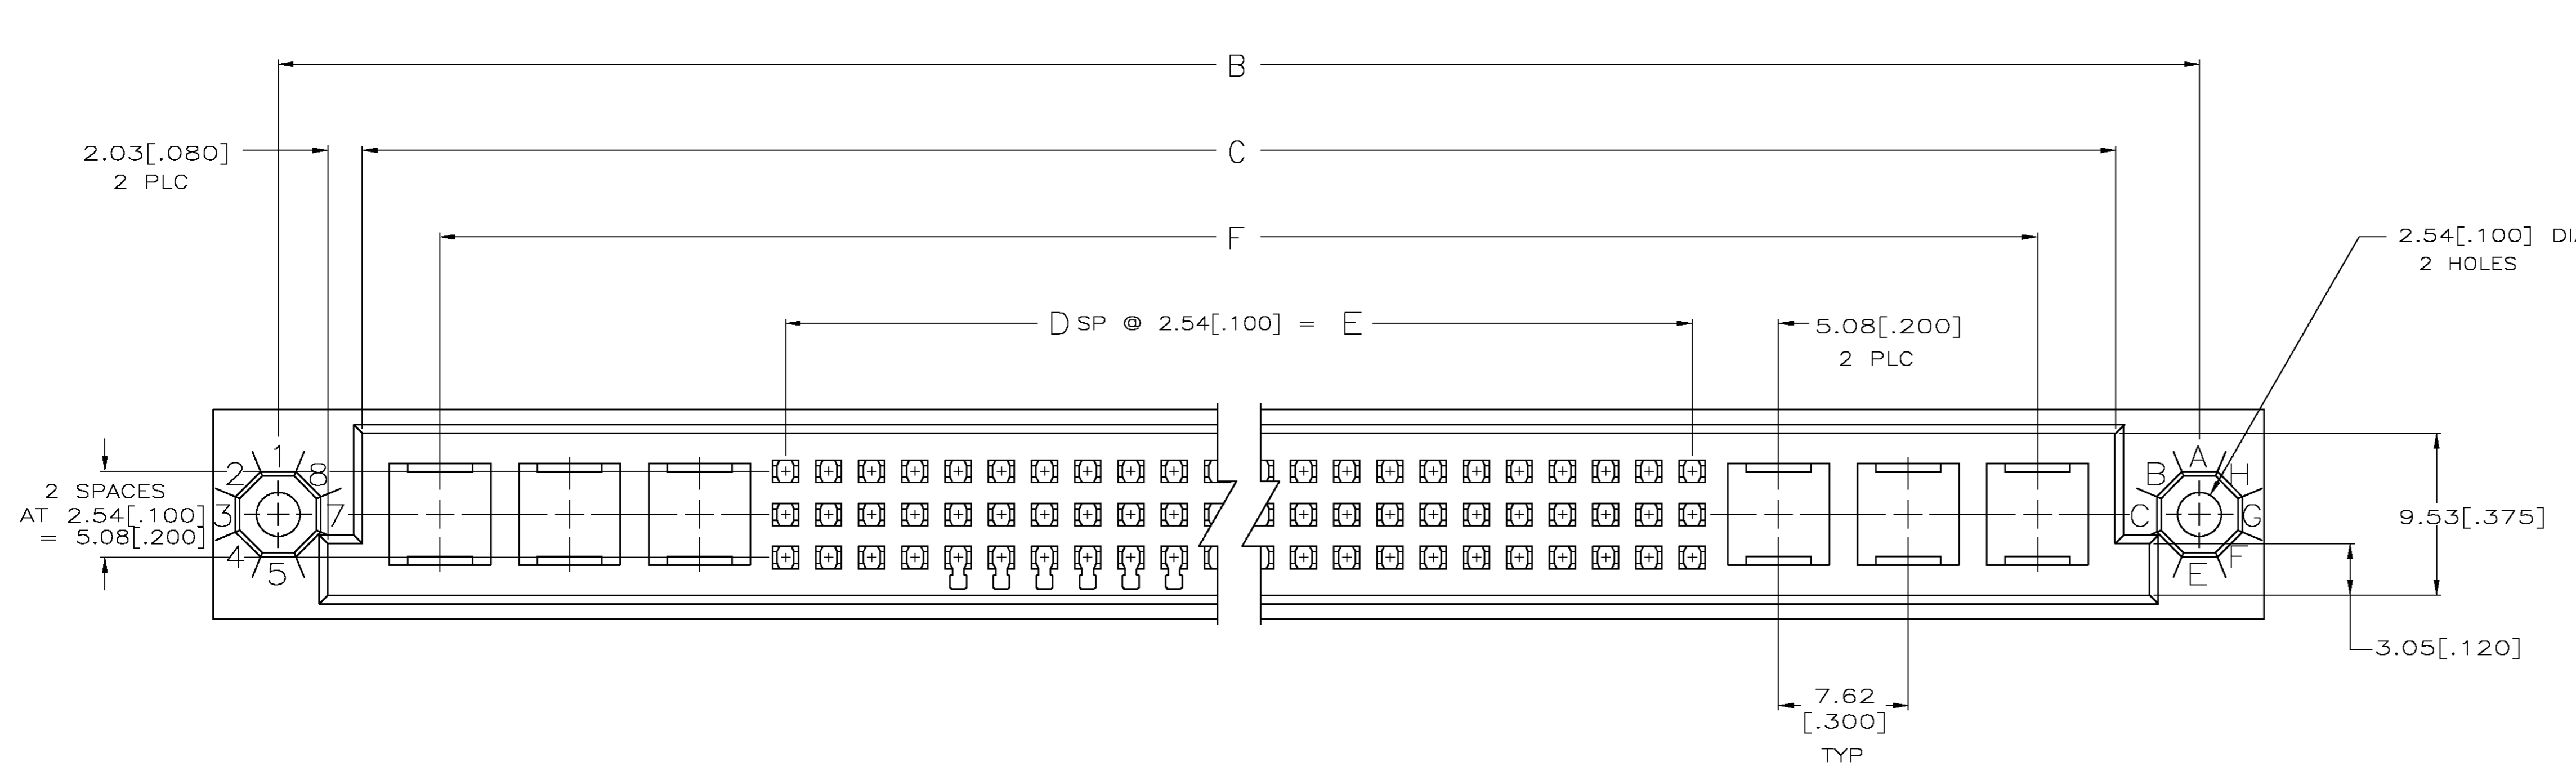 B
2.03[.080]
2 PLC
C
F
2.54[.100] DI
2 HOLES
D SP @ 2.54[.100] = E
5.08[.200]
2 PLC
1
2 8
3 7
4
5
2 SPACES
AT 2.54[.100]
= 5.08[.200]
A
B H
C G
F
E
9.53[.375]
3.05[.120]
7.62
[.300]
TYP